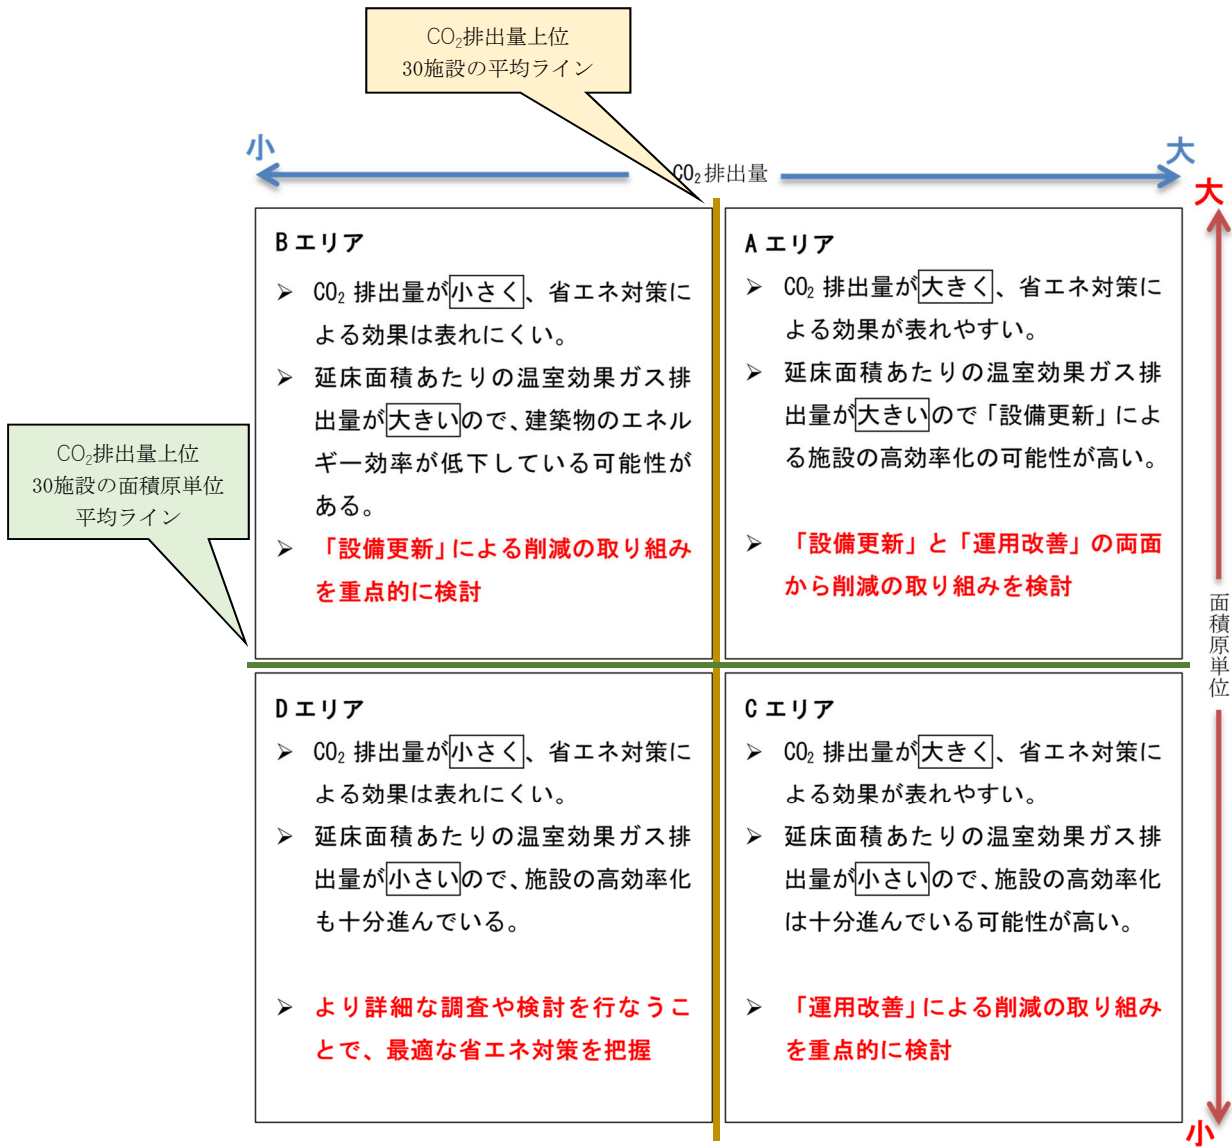 CO₂排出量上位
30施設の平均ライン
小
CO₂排出量
大
大
Bエリア
➢ CO₂排出量が小さく、省エネ対策に
よる効果は表れにくい。
➢ 延床面積あたりの温室効果ガス排
出量が大きいので、建築物のエネル
ギー効率が低下している可能性が
ある。
➢ 「設備更新」による削減の取り組み
を重点的に検討
Aエリア
➢ CO₂排出量が大きく、省エネ対策に
よる効果が表れやすい。
➢ 延床面積あたりの温室効果ガス排
出量が大きいので「設備更新」によ
る施設の高効率化の可能性が高い。
➢ 「設備更新」と「運用改善」の両面
から削減の取り組みを検討
CO₂排出量上位
30施設の面積原単位
平均ライン
面積原単位
Dエリア
➢ CO₂排出量が小さく、省エネ対策に
よる効果は表れにくい。
➢ 延床面積あたりの温室効果ガス排
出量が小さいので、施設の高効率化
も十分進んでいる。
➢ より詳細な調査や検討を行なうこ
とで、最適な省エネ対策を把握
Cエリア
➢ CO₂排出量が大きく、省エネ対策に
よる効果が表れやすい。
➢ 延床面積あたりの温室効果ガス排
出量が小さいので、施設の高効率化
は十分進んでいる可能性が高い。
➢ 「運用改善」による削減の取り組み
を重点的に検討
小